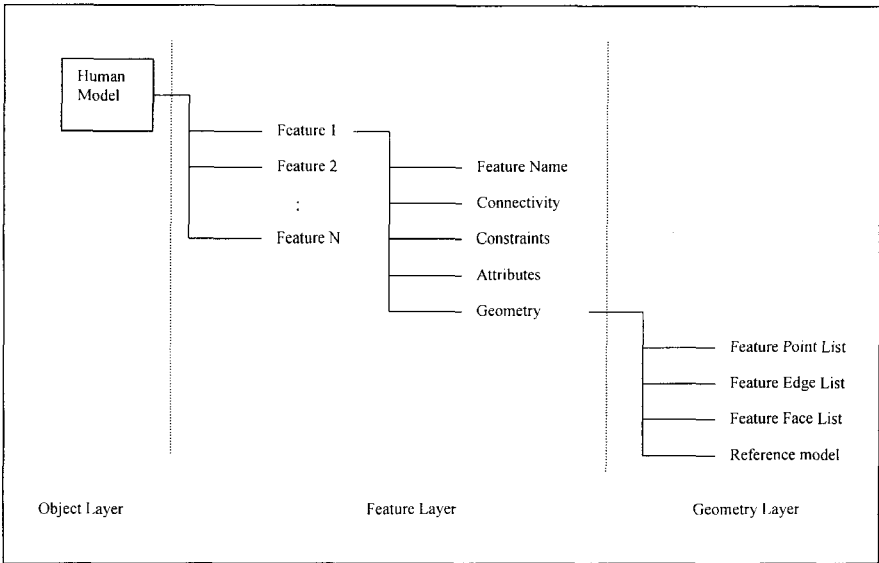 Human
Model
Feature 1
Feature 2
:
Feature N
Feature Name
Connectivity
Constraints
Attributes
Geometry
Feature Point List
Feature Edge List
Feature Face List
Reference model
Object Layer
Feature Layer
Geometry Layer